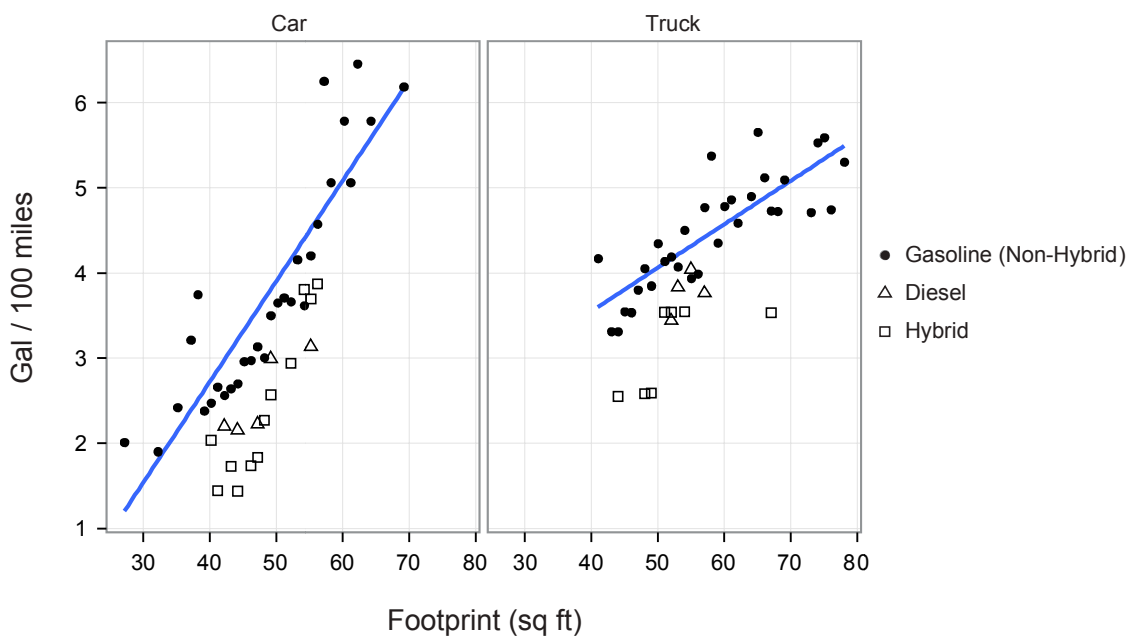 Car
Truck
Gal / 100 miles
6
5
4
3
2
1
30 40 50 60 70 80
30 40 50 60 70 80
Footprint (sq ft)
Gasoline (Non-Hybrid)
Diesel
Hybrid